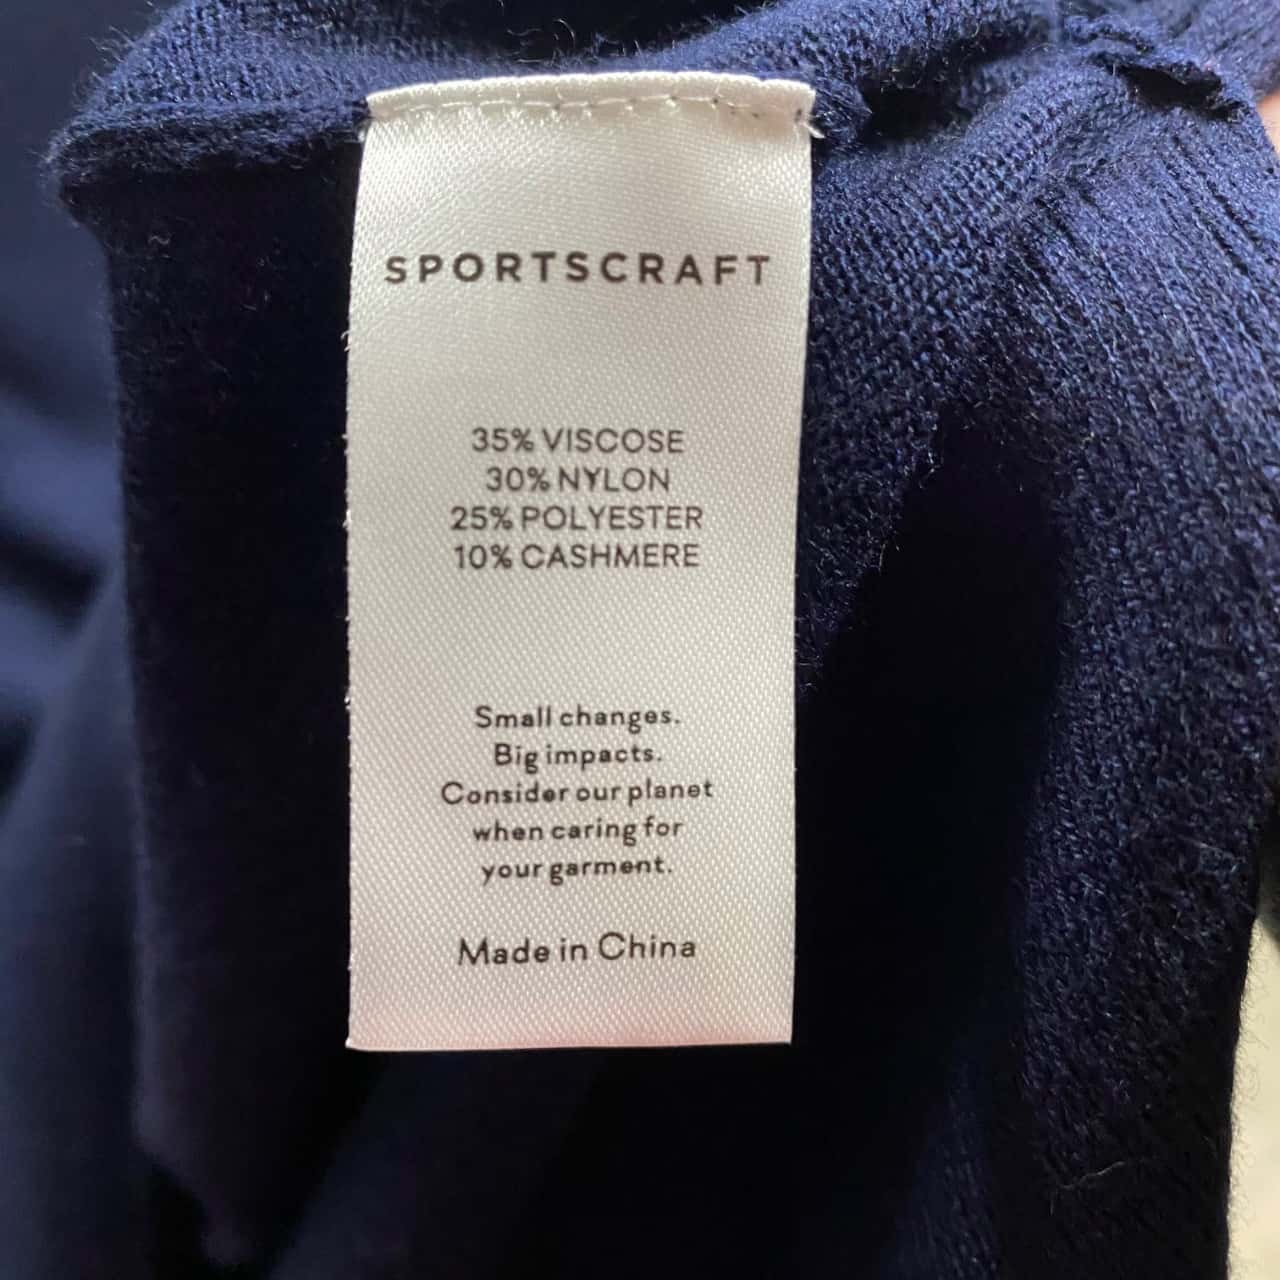 SPORTSCRAFT
35% VISCOSE
30% NYLON
25% POLYESTER
10% CASHMERE
Small changes.
Big impacts.
Consider our planet
when caring for
your garment.
Made in China